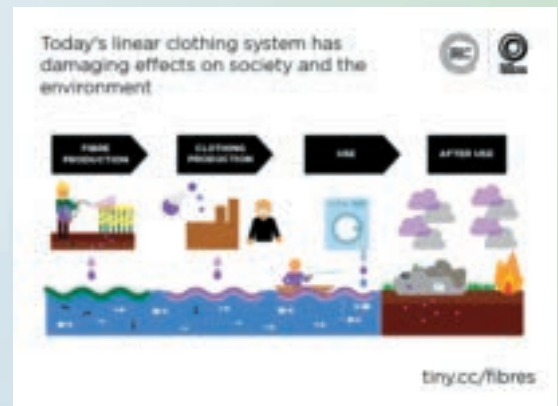 Today's linear clothing system has
damaging effects on society and the
environment
FIBRE
PRODUCTION
CLOTHING
PRODUCTION
USE
AFTER USE
tiny.cc/fibres